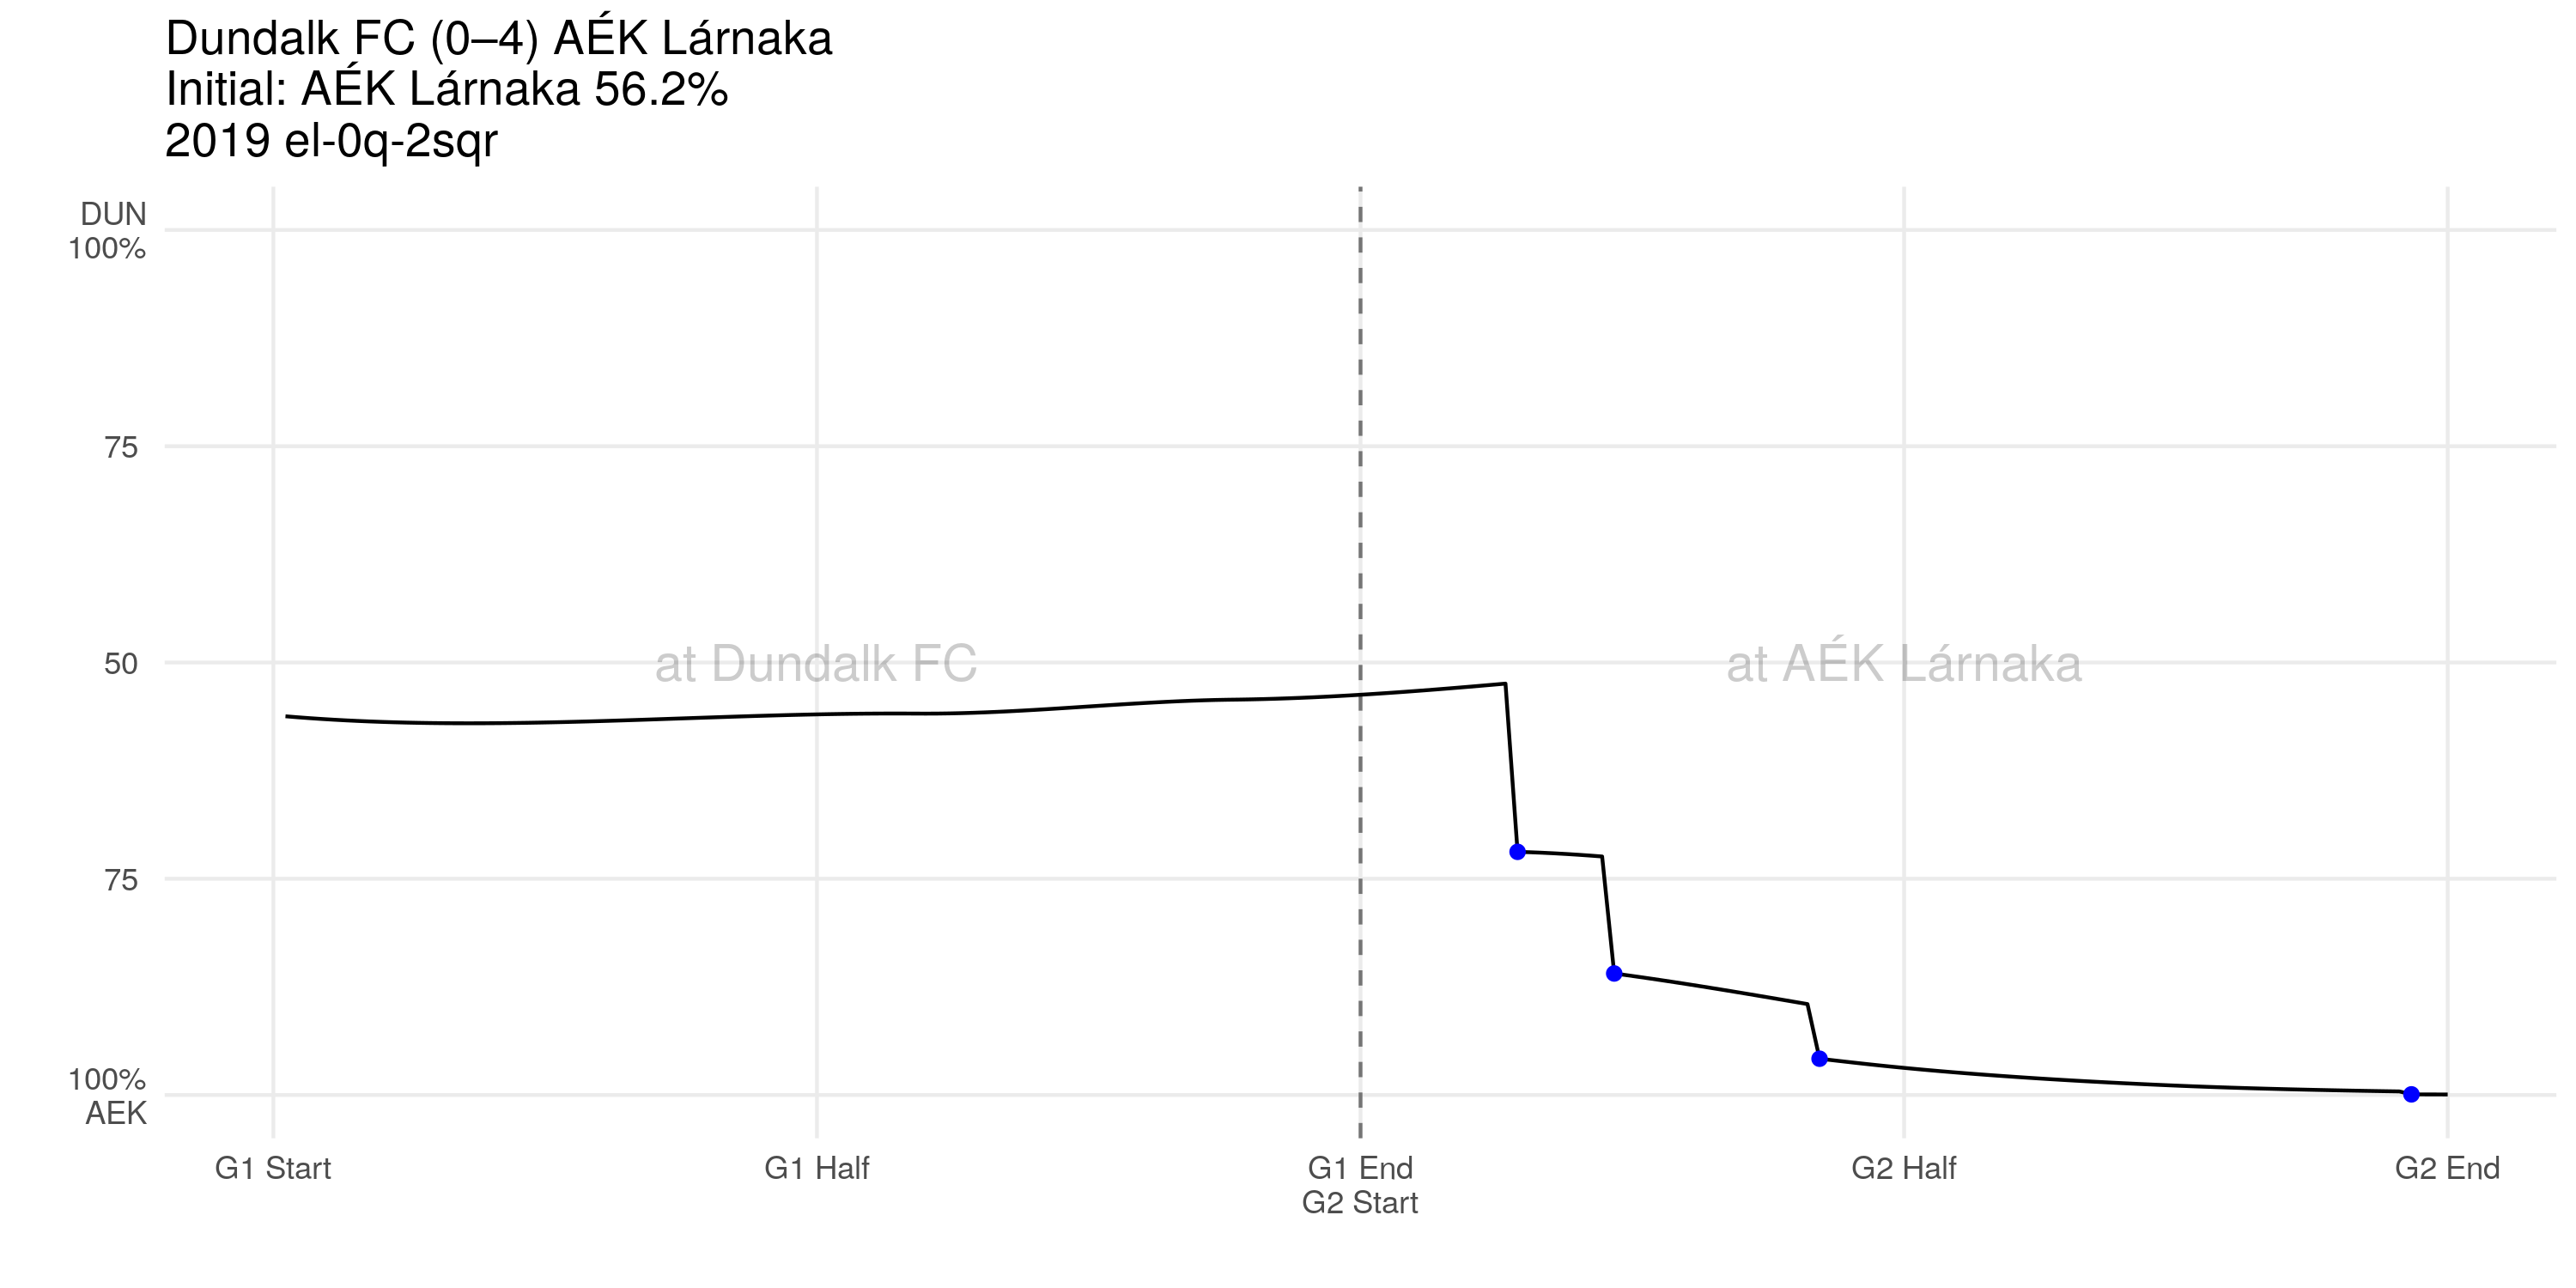 Dundalk FC (0–4) AÉK Lárnaka
Initial: AÉK Lárnaka 56.2%
2019 el-0q-2sqr
DUN
100%
75
50
75
100%
AEK
at Dundalk FC
at AÉK Lárnaka
G1 Start
G1 Half
G1 End
G2 Start
G2 Half
G2 End